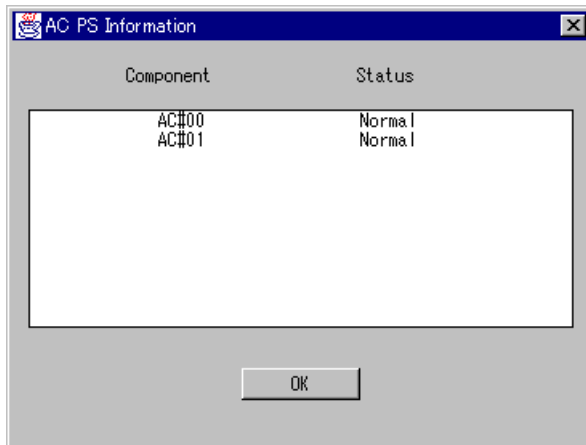 AC PS Information
Component Status
AC#00 Normal
AC#01 Normal
OK